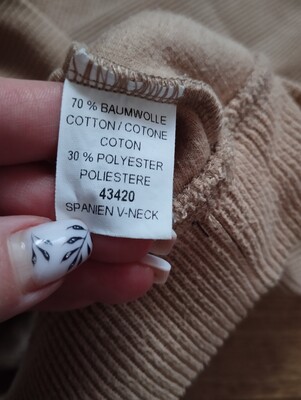 70 % BAUMWOLLE
COTTON / COTONE
COTON
30 % POLYESTER
POLIESTERE
43420
SPANIEN V-NECK